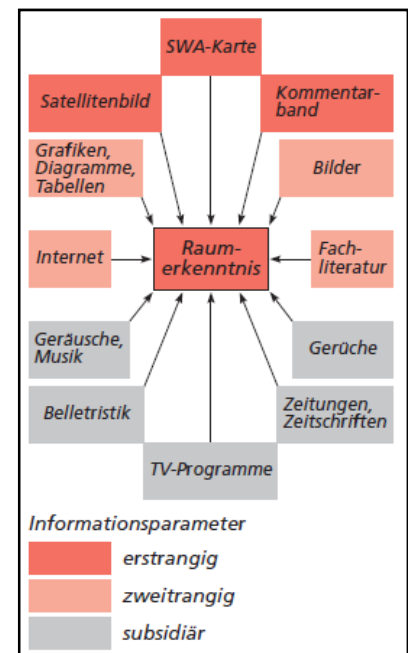 SWA-Karte
Satellitenbild
Kommentar-
band
Grafiken,
Diagramme,
Tabellen
Bilder
Internet
Raum-
erkenntnis
Fach-
literatur
Geräusche,
Musik
Gerüche
Belletristik
Zeitungen,
Zeitschriften
TV-Programme
Informationsparameter
erstrangig
zweitrangig
subsidiär